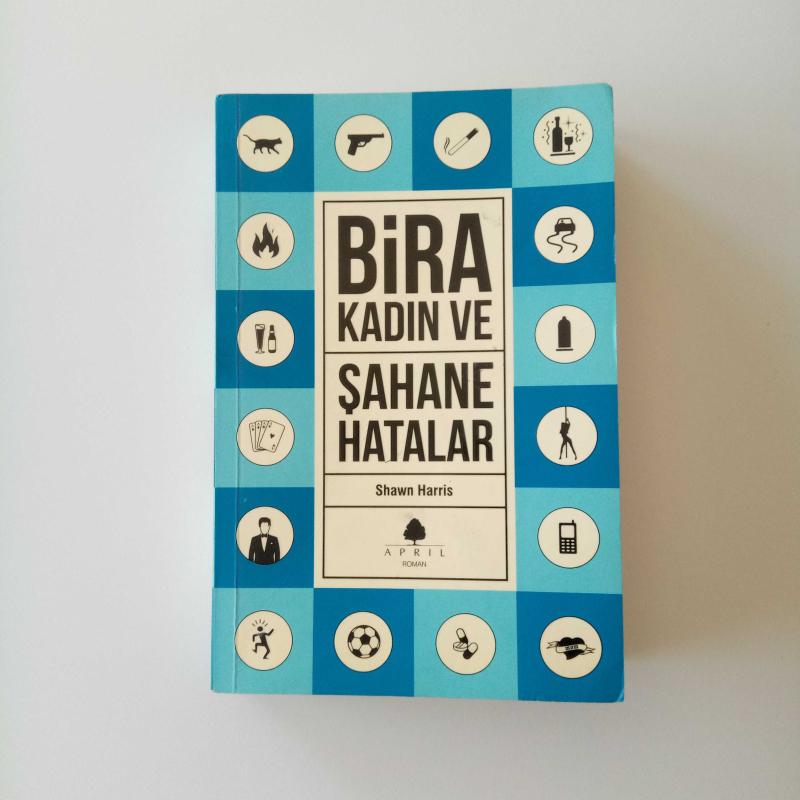 BiRA
KADIN VE
ŞAHANE
HATALAR
Shawn Harris
APRIL
ROMAN